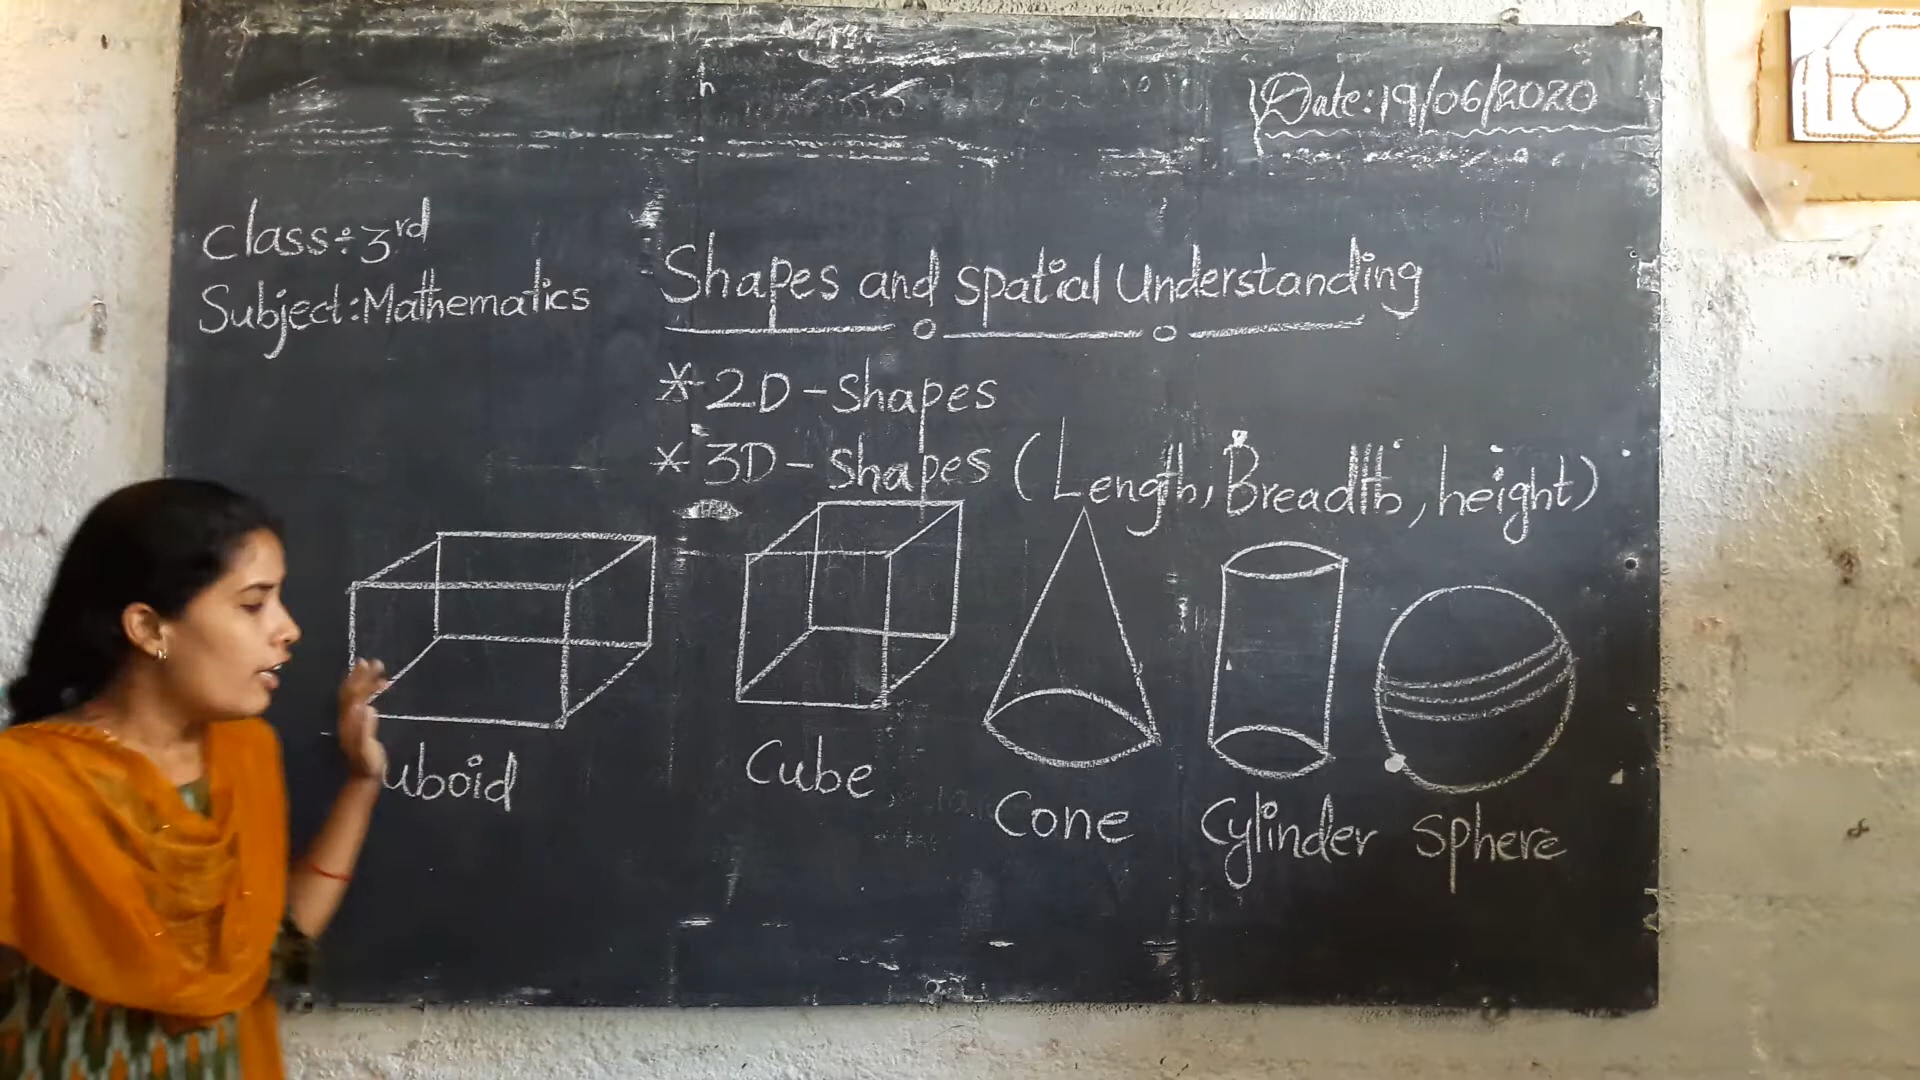 Date:19/06/2020
Class÷3rd
Subject:Mathematics
Shapes and spatial Understanding
* 2D-shapes
* 3D-shapes (Length, Breadth, height)
uboid
Cube
Cone
Cylinder
Sphere